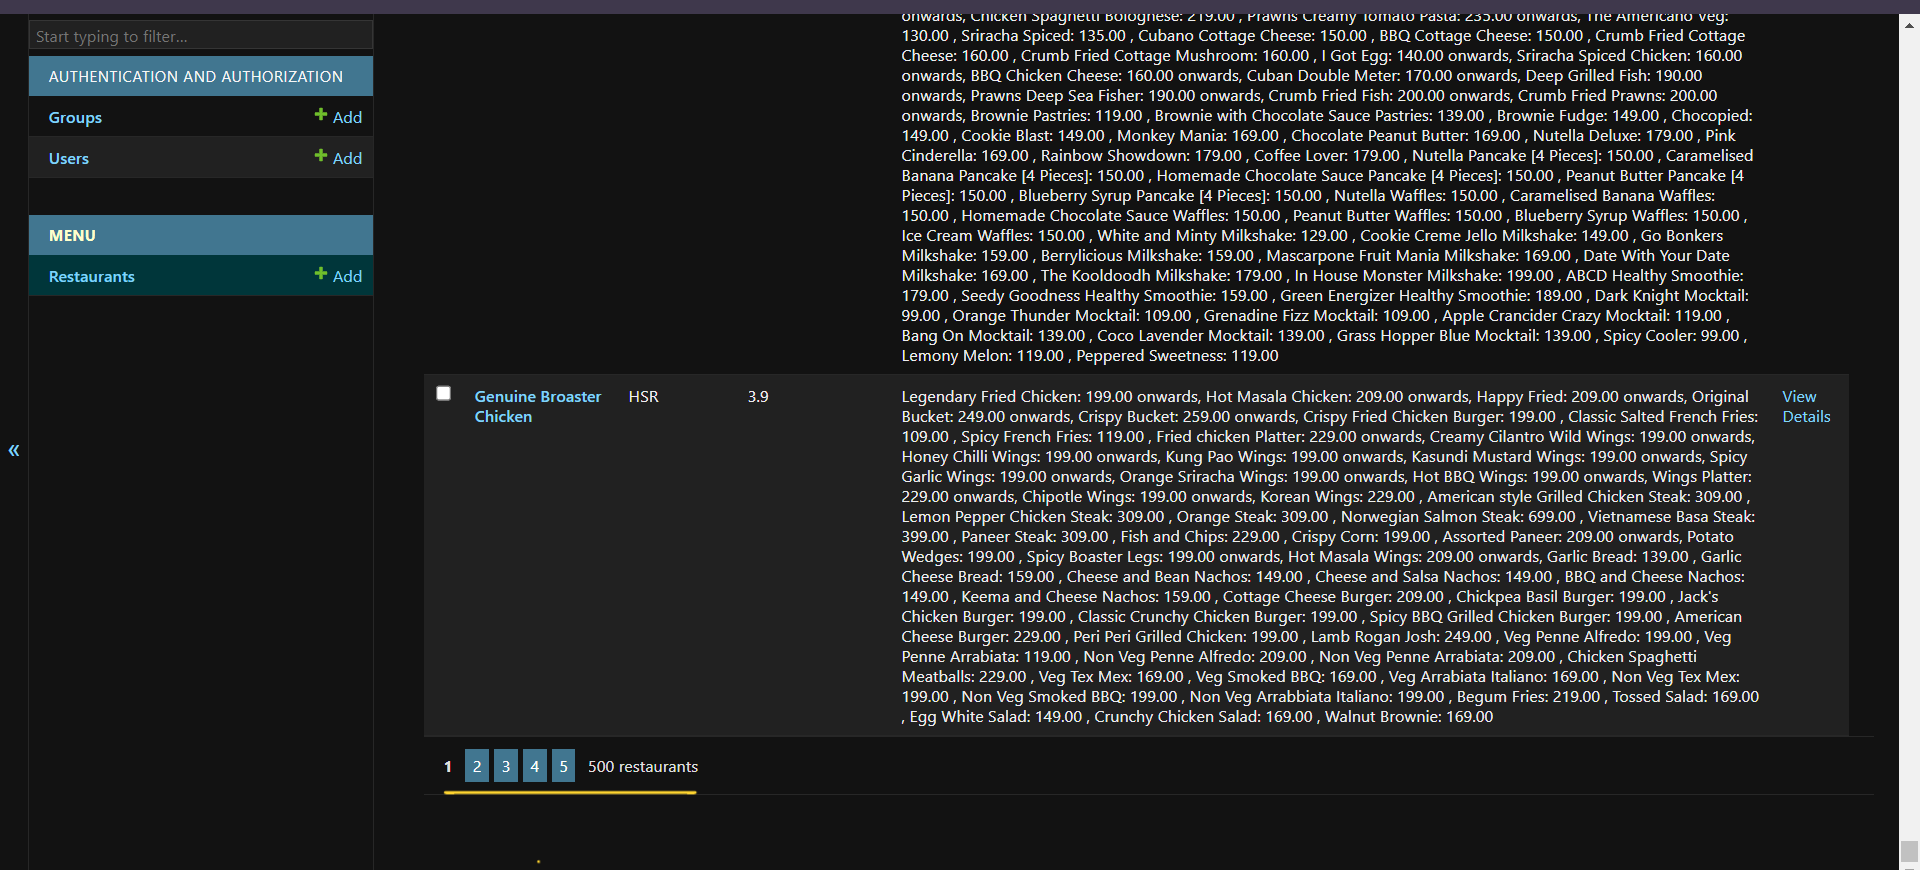 Start typing to filter...
AUTHENTICATION AND AUTHORIZATION
Groups + Add
Users + Add
MENU
Restaurants + Add
«
onwards, Chicken Spaghetti Bolognese: 219.00 , Prawns Creamy Tomato Pasta: 235.00 onwards, The Americano Veg:
130.00 , Sriracha Spiced: 135.00 , Cubano Cottage Cheese: 150.00 , BBQ Cottage Cheese: 150.00 , Crumb Fried Cottage
Cheese: 160.00 , Crumb Fried Cottage Mushroom: 160.00 , I Got Egg: 140.00 onwards, Sriracha Spiced Chicken: 160.00
onwards, BBQ Chicken Cheese: 160.00 onwards, Cuban Double Meter: 170.00 onwards, Deep Grilled Fish: 190.00
onwards, Prawns Deep Sea Fisher: 190.00 onwards, Crumb Fried Fish: 200.00 onwards, Crumb Fried Prawns: 200.00
onwards, Brownie Pastries: 119.00 , Brownie with Chocolate Sauce Pastries: 139.00 , Brownie Fudge: 149.00 , Chocopied:
149.00 , Cookie Blast: 149.00 , Monkey Mania: 169.00 , Chocolate Peanut Butter: 169.00 , Nutella Deluxe: 179.00 , Pink
Cinderella: 169.00 , Rainbow Showdown: 179.00 , Coffee Lover: 179.00 , Nutella Pancake [4 Pieces]: 150.00 , Caramelised
Banana Pancake [4 Pieces]: 150.00 , Homemade Chocolate Sauce Pancake [4 Pieces]: 150.00 , Peanut Butter Pancake [4
Pieces]: 150.00 , Blueberry Syrup Pancake [4 Pieces]: 150.00 , Nutella Waffles: 150.00 , Caramelised Banana Waffles:
150.00 , Homemade Chocolate Sauce Waffles: 150.00 , Peanut Butter Waffles: 150.00 , Blueberry Syrup Waffles: 150.00 ,
Ice Cream Waffles: 150.00 , White and Minty Milkshake: 129.00 , Cookie Creme Jello Milkshake: 149.00 , Go Bonkers
Milkshake: 159.00 , Berrylicious Milkshake: 159.00 , Mascarpone Fruit Mania Milkshake: 169.00 , Date With Your Date
Milkshake: 169.00 , The Kooldoodh Milkshake: 179.00 , In House Monster Milkshake: 199.00 , ABCD Healthy Smoothie:
179.00 , Seedy Goodness Healthy Smoothie: 159.00 , Green Energizer Healthy Smoothie: 189.00 , Dark Knight Mocktail:
99.00 , Orange Thunder Mocktail: 109.00 , Grenadine Fizz Mocktail: 109.00 , Apple Crancider Crazy Mocktail: 119.00 ,
Bang On Mocktail: 139.00 , Coco Lavender Mocktail: 139.00 , Grass Hopper Blue Mocktail: 139.00 , Spicy Cooler: 99.00 ,
Lemony Melon: 119.00 , Peppered Sweetness: 119.00
Genuine Broaster
Chicken
HSR
3.9
Legendary Fried Chicken: 199.00 onwards, Hot Masala Chicken: 209.00 onwards, Happy Fried: 209.00 onwards, Original
Bucket: 249.00 onwards, Crispy Bucket: 259.00 onwards, Crispy Fried Chicken Burger: 199.00 , Classic Salted French Fries:
109.00 , Spicy French Fries: 119.00 , Fried chicken Platter: 229.00 onwards, Creamy Cilantro Wild Wings: 199.00 onwards,
Honey Chilli Wings: 199.00 onwards, Kung Pao Wings: 199.00 onwards, Kasundi Mustard Wings: 199.00 onwards, Spicy
Garlic Wings: 199.00 onwards, Orange Sriracha Wings: 199.00 onwards, Hot BBQ Wings: 199.00 onwards, Wings Platter:
229.00 onwards, Chipotle Wings: 199.00 onwards, Korean Wings: 229.00 , American style Grilled Chicken Steak: 309.00 ,
Lemon Pepper Chicken Steak: 309.00 , Orange Steak: 309.00 , Norwegian Salmon Steak: 699.00 , Vietnamese Basa Steak:
399.00 , Paneer Steak: 309.00 , Fish and Chips: 229.00 , Crispy Corn: 199.00 , Assorted Paneer: 209.00 onwards, Potato
Wedges: 199.00 , Spicy Boaster Legs: 199.00 onwards, Hot Masala Wings: 209.00 onwards, Garlic Bread: 139.00 , Garlic
Cheese Bread: 159.00 , Cheese and Bean Nachos: 149.00 , Cheese and Salsa Nachos: 149.00 , BBQ and Cheese Nachos:
149.00 , Keema and Cheese Nachos: 159.00 , Cottage Cheese Burger: 209.00 , Chickpea Basil Burger: 199.00 , Jack's
Chicken Burger: 199.00 , Classic Crunchy Chicken Burger: 199.00 , Spicy BBQ Grilled Chicken Burger: 199.00 , American
Cheese Burger: 229.00 , Peri Peri Grilled Chicken: 199.00 , Lamb Rogan Josh: 249.00 , Veg Penne Alfredo: 199.00 , Veg
Penne Arrabiata: 119.00 , Non Veg Penne Alfredo: 209.00 , Non Veg Penne Arrabiata: 209.00 , Chicken Spaghetti
Meatballs: 229.00 , Veg Tex Mex: 169.00 , Veg Smoked BBQ: 169.00 , Veg Arrabiata Italiano: 169.00 , Non Veg Tex Mex:
199.00 , Non Veg Smoked BBQ: 199.00 , Non Veg Arrabbiata Italiano: 199.00 , Begum Fries: 219.00 , Tossed Salad: 169.00
, Egg White Salad: 149.00 , Crunchy Chicken Salad: 169.00 , Walnut Brownie: 169.00
View
Details
1 2 3 4 5 500 restaurants